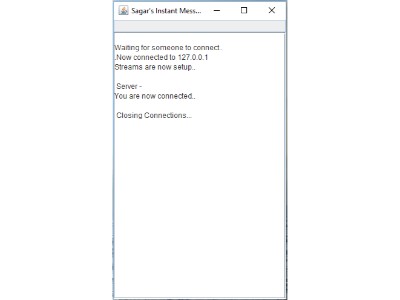 Sagar's Instant Mess...
Waiting for someone to connect.
.Now connected to 127.0.0.1
Streams are now setup..
Server -
You are now connected..
Closing Connections...